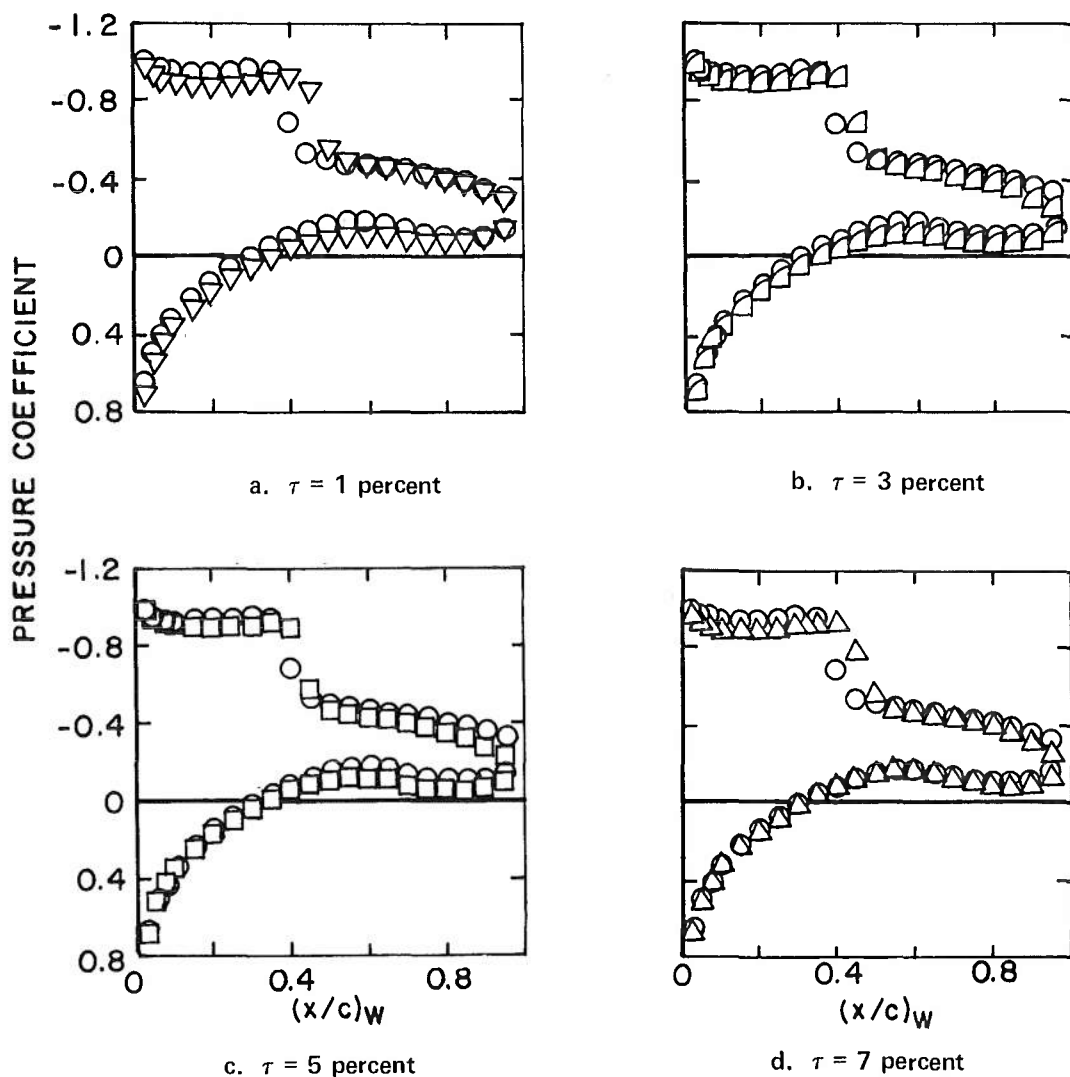 PRESSURE COEFFICIENT
-1.2
-0.8
-0.4
0
0.4
0.8
a. τ = 1 percent
b. τ = 3 percent
-1.2
-0.8
-0.4
0
0.4
0.8
0 0.4 0.8
(x/c)W
0 0.4 0.8
(x/c)W
c. τ = 5 percent
d. τ = 7 percent